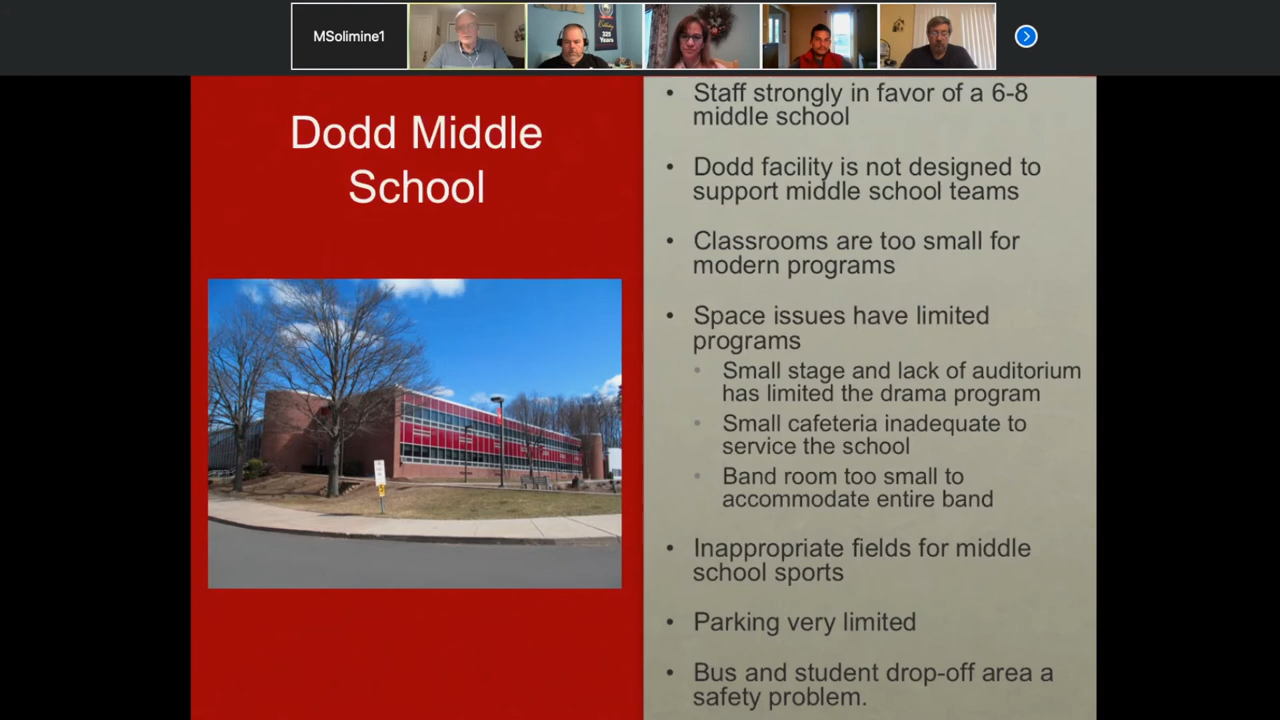 MSolimine1
325
Years
Dodd Middle
School
• Staff strongly in favor of a 6-8
middle school
• Dodd facility is not designed to
support middle school teams
• Classrooms are too small for
modern programs
• Space issues have limited
programs
• Small stage and lack of auditorium
has limited the drama program
• Small cafeteria inadequate to
service the school
• Band room too small to
accommodate entire band
• Inappropriate fields for middle
school sports
• Parking very limited
• Bus and student drop-off area a
safety problem.